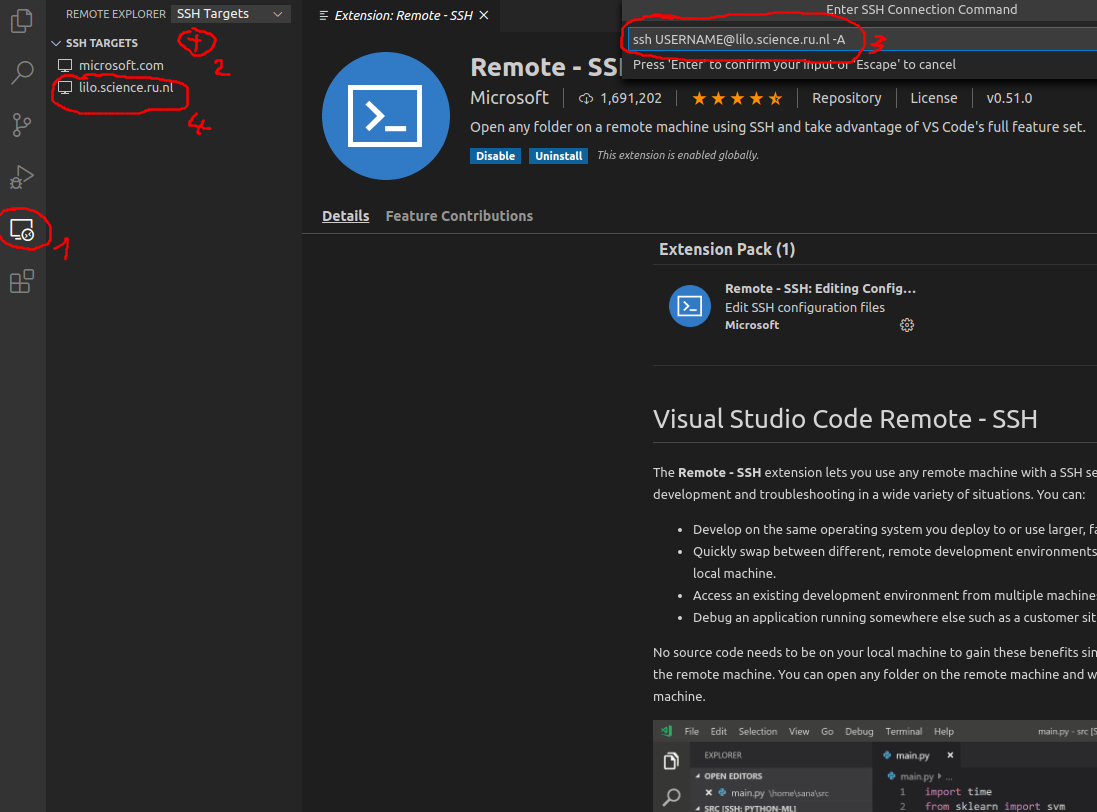 REMOTE EXPLORER SSH Targets
SSH TARGETS
+
2
microsoft.com
lilo.science.ru.nl
4
1
Extension: Remote - SSH
Enter SSH Connection Command
ssh USERNAME@lilo.science.ru.nl -A
3
Press 'Enter' to confirm your input or 'Escape' to cancel
Remote - SS
Microsoft 1,691,202 Repository License v0.51.0
Open any folder on a remote machine using SSH and take advantage of VS Code's full feature set.
Disable Uninstall This extension is enabled globally.
Details Feature Contributions
Extension Pack (1)
Remote - SSH: Editing Config...
Edit SSH configuration files
Microsoft
Visual Studio Code Remote - SSH
The Remote - SSH extension lets you use any remote machine with a SSH se
development and troubleshooting in a wide variety of situations. You can:
• Develop on the same operating system you deploy to or use larger, fa
• Quickly swap between different, remote development environments
local machine.
• Access an existing development environment from multiple machines
• Debug an application running somewhere else such as a customer sit
No source code needs to be on your local machine to gain these benefits sin
the remote machine. You can open any folder on the remote machine and w
machine.
File Edit Selection View Go Debug Terminal Help main.py - src [S
EXPLORER main.py
OPEN EDITORS main.py ...
main.py \home\sana\src 1 import time
SRC [SSH: PYTHON-ML] 2 from sklearn import svm